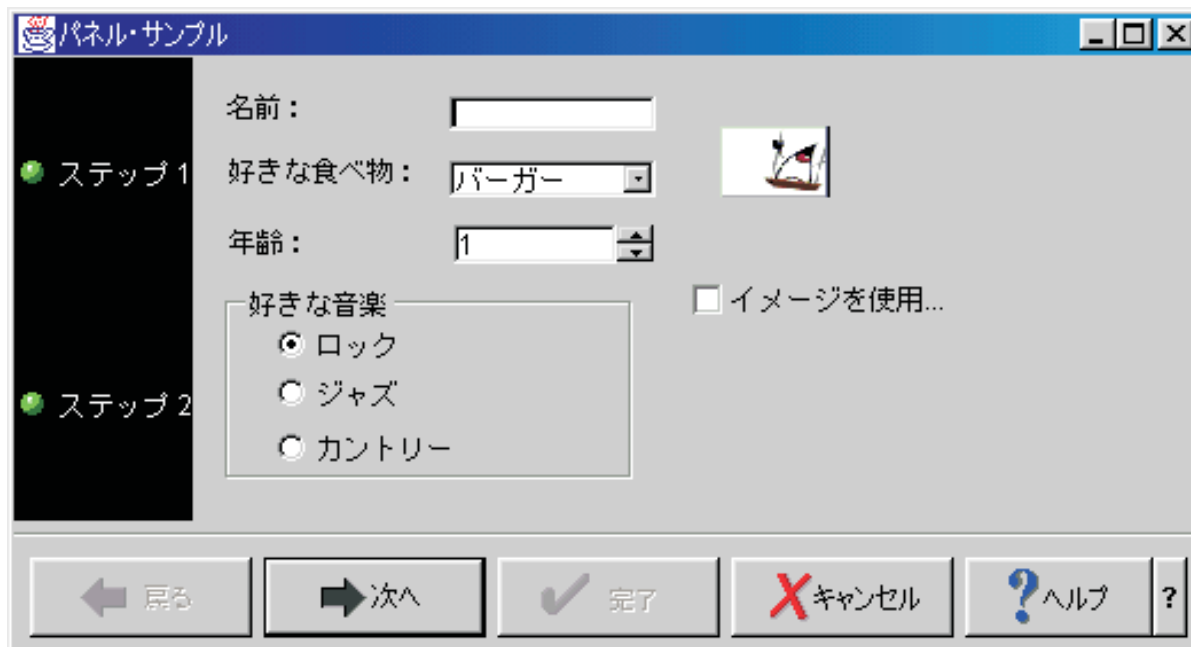 パネル・サンプル
ステップ 1
ステップ 2
名前：
好きな食べ物： バーガー
年齢： 1
好きな音楽
ロック
ジャズ
カントリー
イメージを使用...
戻る 次へ 完了 キャンセル ヘルプ ?